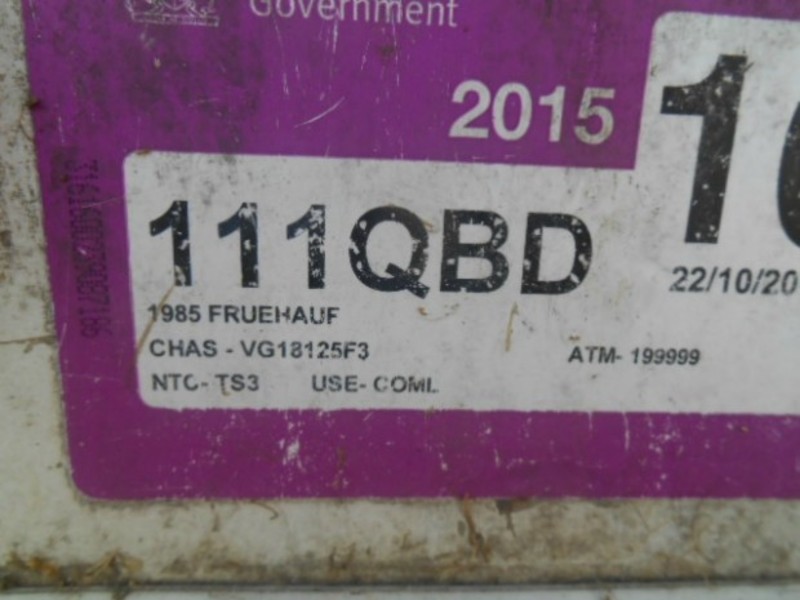 Government
2015
111QBD
22/10/20
1985 FRUEHAUF
CHAS - VG18125F3
ATM- 199999
NTC- TS3 USE- COML